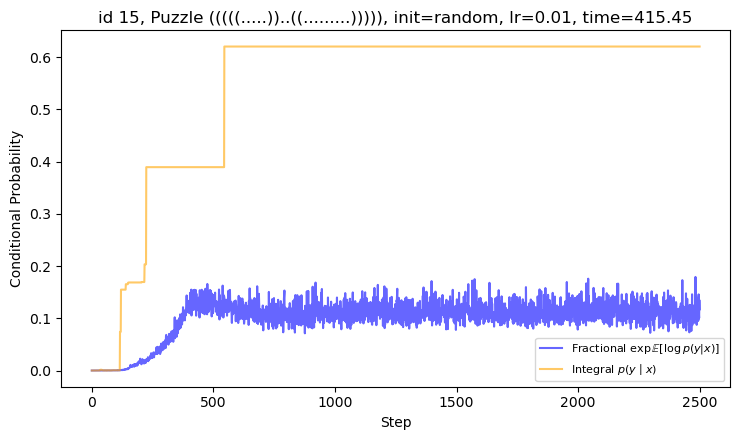 id 15, Puzzle (((((.....))..((.........))))), init=random, lr=0.01, time=415.45
Conditional Probability
0.6
0.5
0.4
0.3
0.2
0.1
0.0
0
500
1000
1500
2000
2500
Step
Fractional exp𝔼[log p(y|x)]
Integral p(y | x)